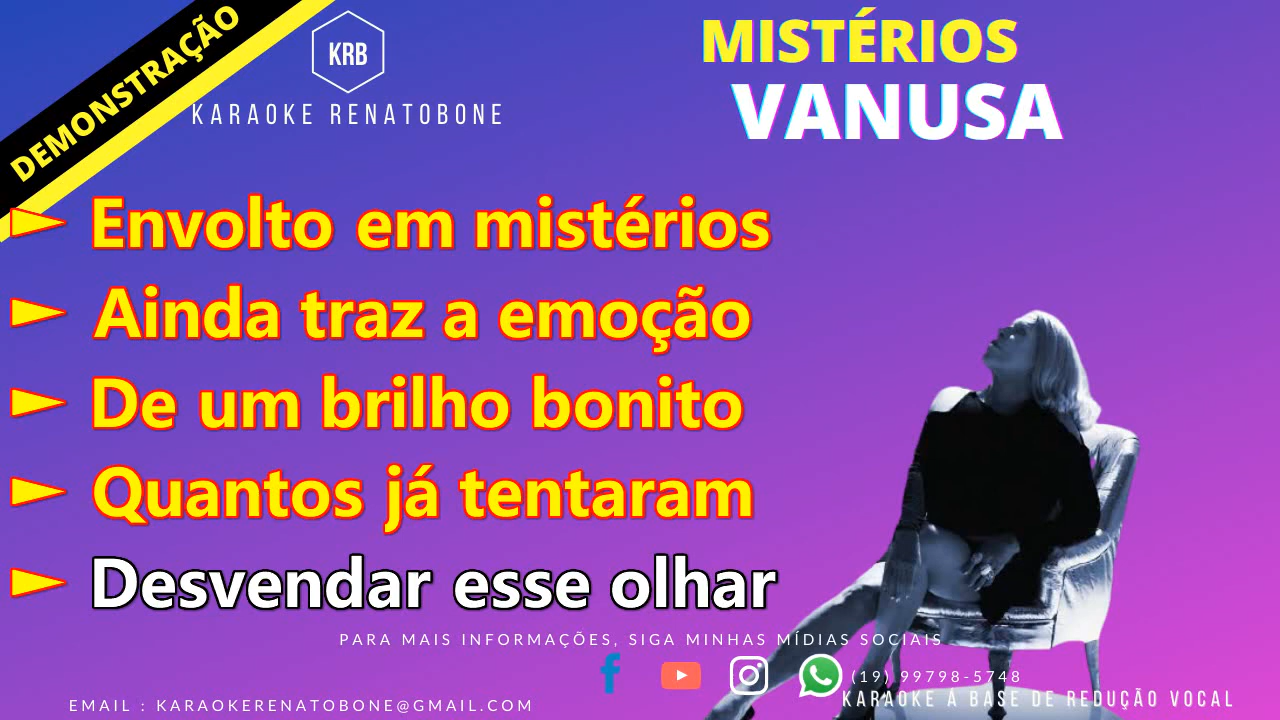 DEMONSTRAÇÃO
KRB
KARAOKE RENATOBONE
MISTÉRIOS
VANUSA
Envolto em mistérios
Ainda traz a emoção
De um brilho bonito
Quantos já tentaram
Desvendar esse olhar
PARA MAIS INFORMAÇÕES, SIGA MINHAS MÍDIAS SOCIAIS
(19) 99798-5748
KARAOKE Á BASE DE REDUÇÃO VOCAL
EMAIL : KARAOKERENATOBONE@GMAIL.COM